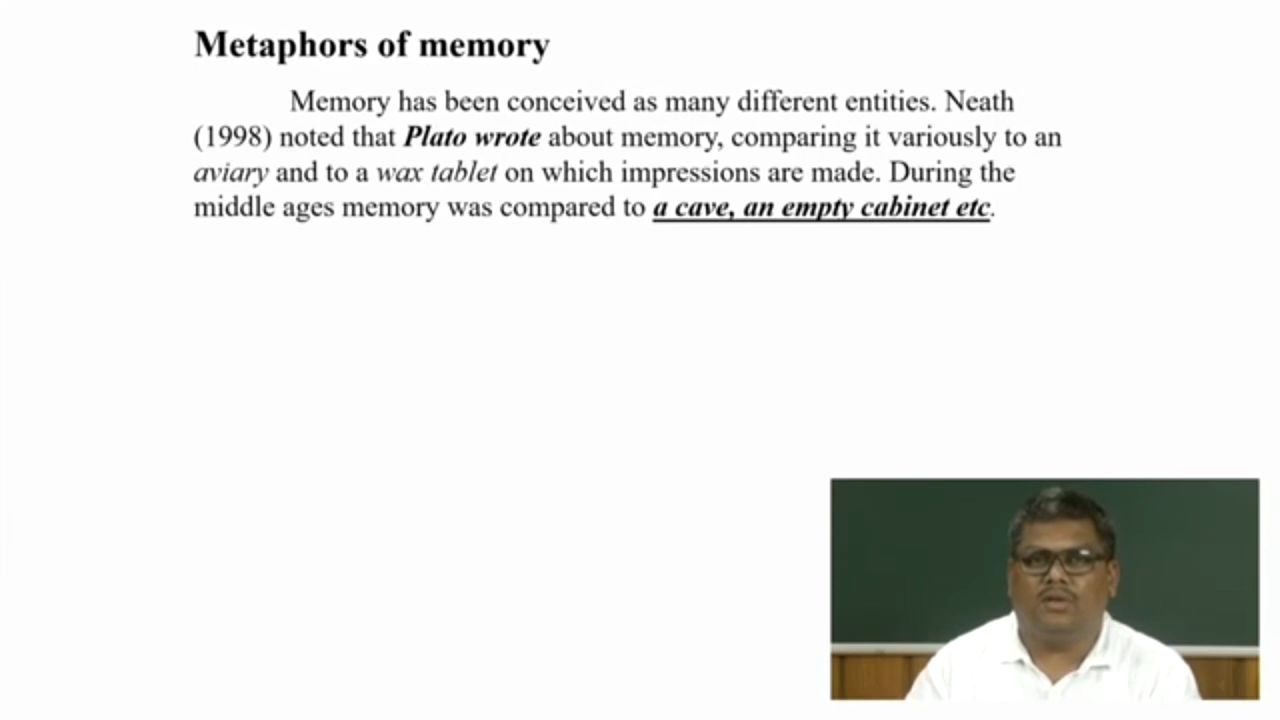 Metaphors of memory
Memory has been conceived as many different entities. Neath
(1998) noted that Plato wrote about memory, comparing it variously to an
aviary and to a wax tablet on which impressions are made. During the
middle ages memory was compared to a cave, an empty cabinet etc.